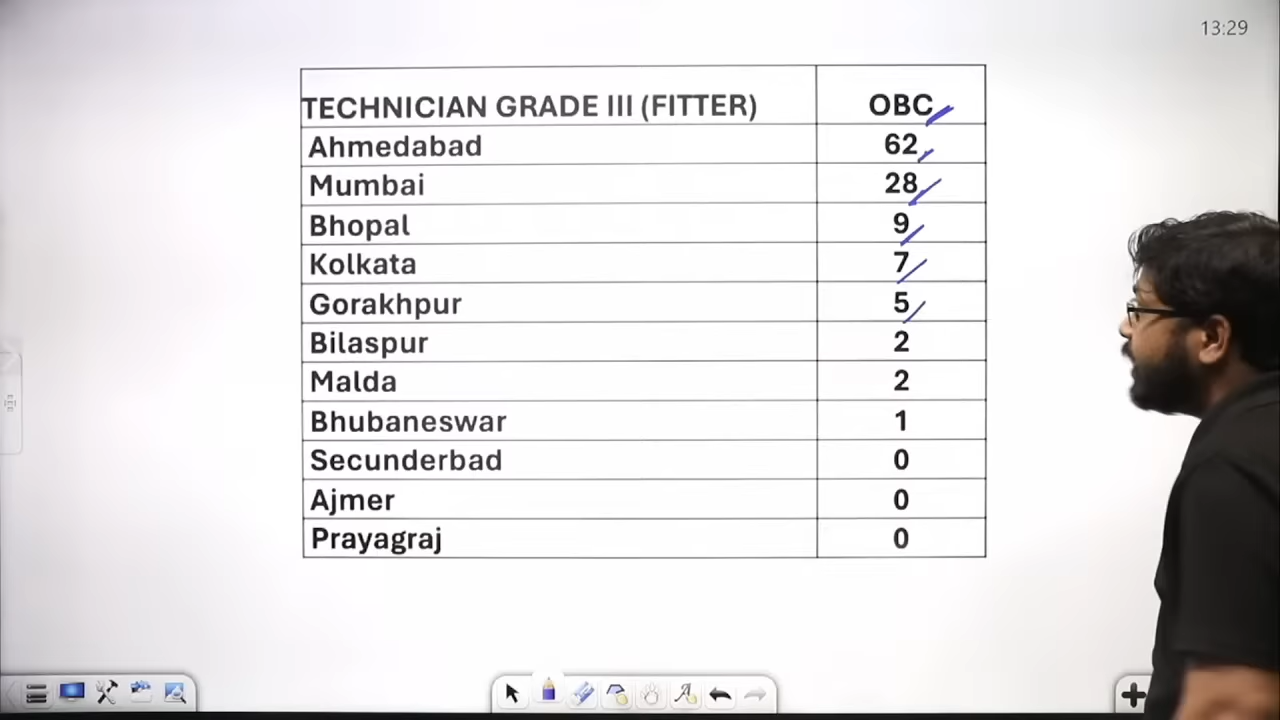 13:29
TECHNICIAN GRADE III (FITTER) OBC
Ahmedabad 62
Mumbai 28
Bhopal 9
Kolkata 7
Gorakhpur 5
Bilaspur 2
Malda 2
Bhubaneswar 1
Secunderbad 0
Ajmer 0
Prayagraj 0